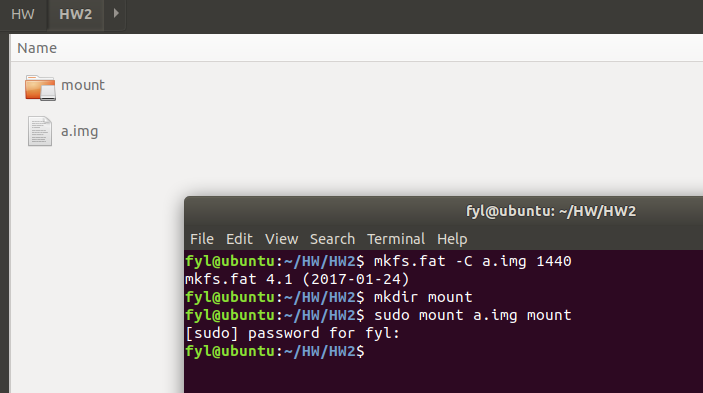 HW HW2
Name
mount
a.img
fyl@ubuntu: ~/HW/HW2
File Edit View Search Terminal Help
fyl@ubuntu:~/HW/HW2$ mkfs.fat -C a.img 1440
mkfs.fat 4.1 (2017-01-24)
fyl@ubuntu:~/HW/HW2$ mkdir mount
fyl@ubuntu:~/HW/HW2$ sudo mount a.img mount
[sudo] password for fyl:
fyl@ubuntu:~/HW/HW2$